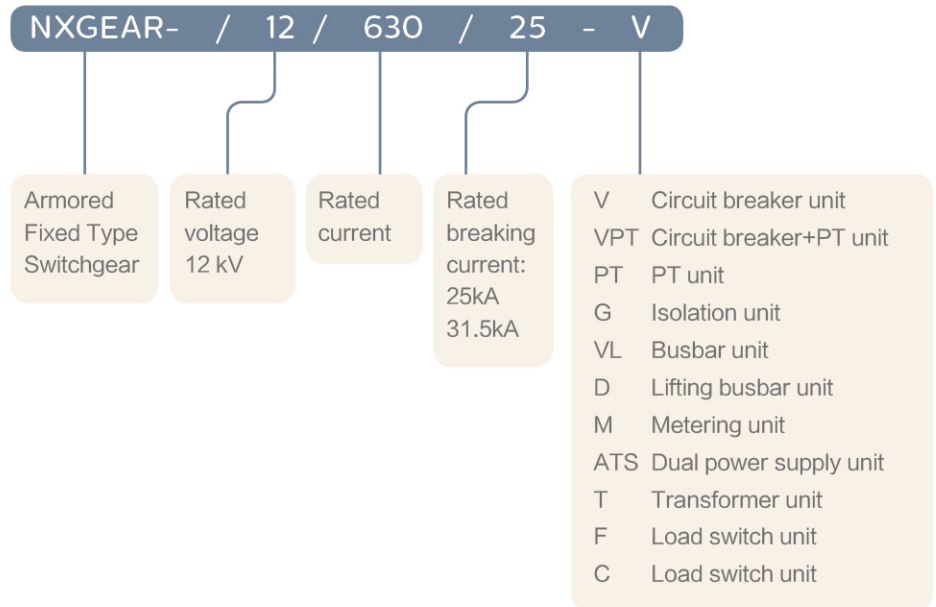 NXGEAR- / 12 / 630 / 25 - V
Armored
Fixed Type
Switchgear
Rated
voltage
12 kV
Rated
current
Rated
breaking
current:
25kA
31.5kA
V Circuit breaker unit
VPT Circuit breaker+PT unit
PT PT unit
G Isolation unit
VL Busbar unit
D Lifting busbar unit
M Metering unit
ATS Dual power supply unit
T Transformer unit
F Load switch unit
C Load switch unit